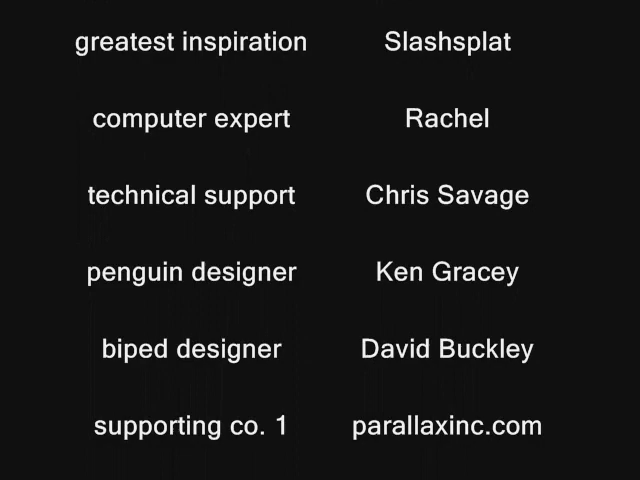 greatest inspiration Slashsplat
computer expert Rachel
technical support Chris Savage
penguin designer Ken Gracey
biped designer David Buckley
supporting co. 1 parallaxinc.com